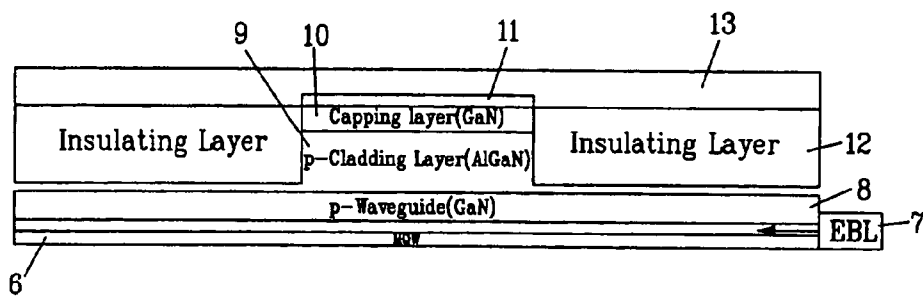 9
10
11
13
Capping layer(GaN)
Insulating Layer
p-Cladding Layer(AlGaN)
Insulating Layer
12
p-Waveguide(GaN)
8
MQW
EBL
7
6